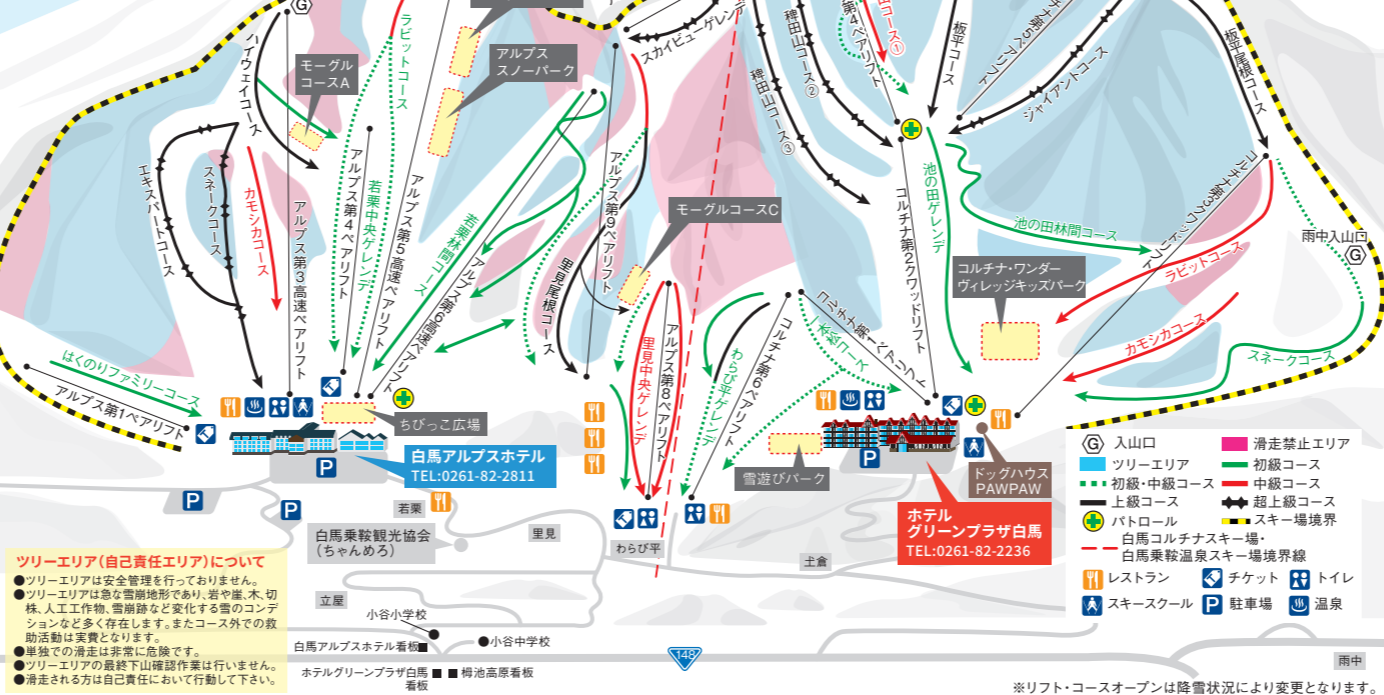 G
ハイウェイコース
ラビットコース
モーグル
コースA
アルプス
スノーパーク
スカイビューゲレンデ
稗田山コース②
稗田山コース③
第4ペアリフト
コース①
板平コース
ナ第5ペアリフト
ジャイアントコース
板平尾根コース
エキスパートコース
スネークコース
カモシカコース
アルプス第3高速ペアリフト
アルプス第4ペアリフト
若栗中央ゲレンデ
アルプス第5高速ペアリフト
若栗林間コース
アルプス第6高速ペアリフト
アルプス第9ペアリフト
里見尾根コース
モーグルコースC
里見中央ゲレンデ
アルプス第8ペアリフト
わらび平ゲレンデ
コルチナ第6ペアリフト
一本松コース
コルチナ第1ペアリフト
コルチナ第2クワッドリフト
池の田ゲレンデ
池の田林間コース
コルチナ第3クワッドリフト
コルチナ・ワンダー
ヴィレッジキッズパーク
雨中入山口
G
ラビットコース
カモシカコース
スネークコース
はくのりファミリーコース
アルプス第1ペアリフト
ちびっこ広場
白馬アルプスホテル
TEL:0261-82-2811
P
P
P
雪遊びパーク
P
ドッグハウス
PAWPAW
ホテル
グリーンプラザ白馬
TEL:0261-82-2236
若栗
白馬乗鞍観光協会
(ちゃんめろ)
里見
わらび平
土倉
立屋
小谷小学校
小谷中学校
白馬アルプスホテル看板
ホテルグリーンプラザ白馬
看板
栂池高原看板
148
雨中
ツリーエリア(自己責任エリア)について
●ツリーエリアは安全管理を行っておりません。
●ツリーエリアは急な雪崩地形であり、岩や崖、木、切
株、人工工作物、雪崩跡など変化する雪のコンデ
ションなど多く存在します。またコース外での救
助活動は実費となります。
●単独での滑走は非常に危険です。
●ツリーエリアの最終下山確認作業は行いません。
●滑走される方は自己責任において行動して下さい。
G 入山口
滑走禁止エリア
ツリーエリア
初級コース
初級・中級コース
中級コース
上級コース
超上級コース
パトロール
スキー場境界
白馬コルチナスキー場・
白馬乗鞍温泉スキー場境界線
レストラン
チケット
トイレ
スキースクール
P 駐車場
温泉
※リフト・コースオープンは降雪状況により変更となります。